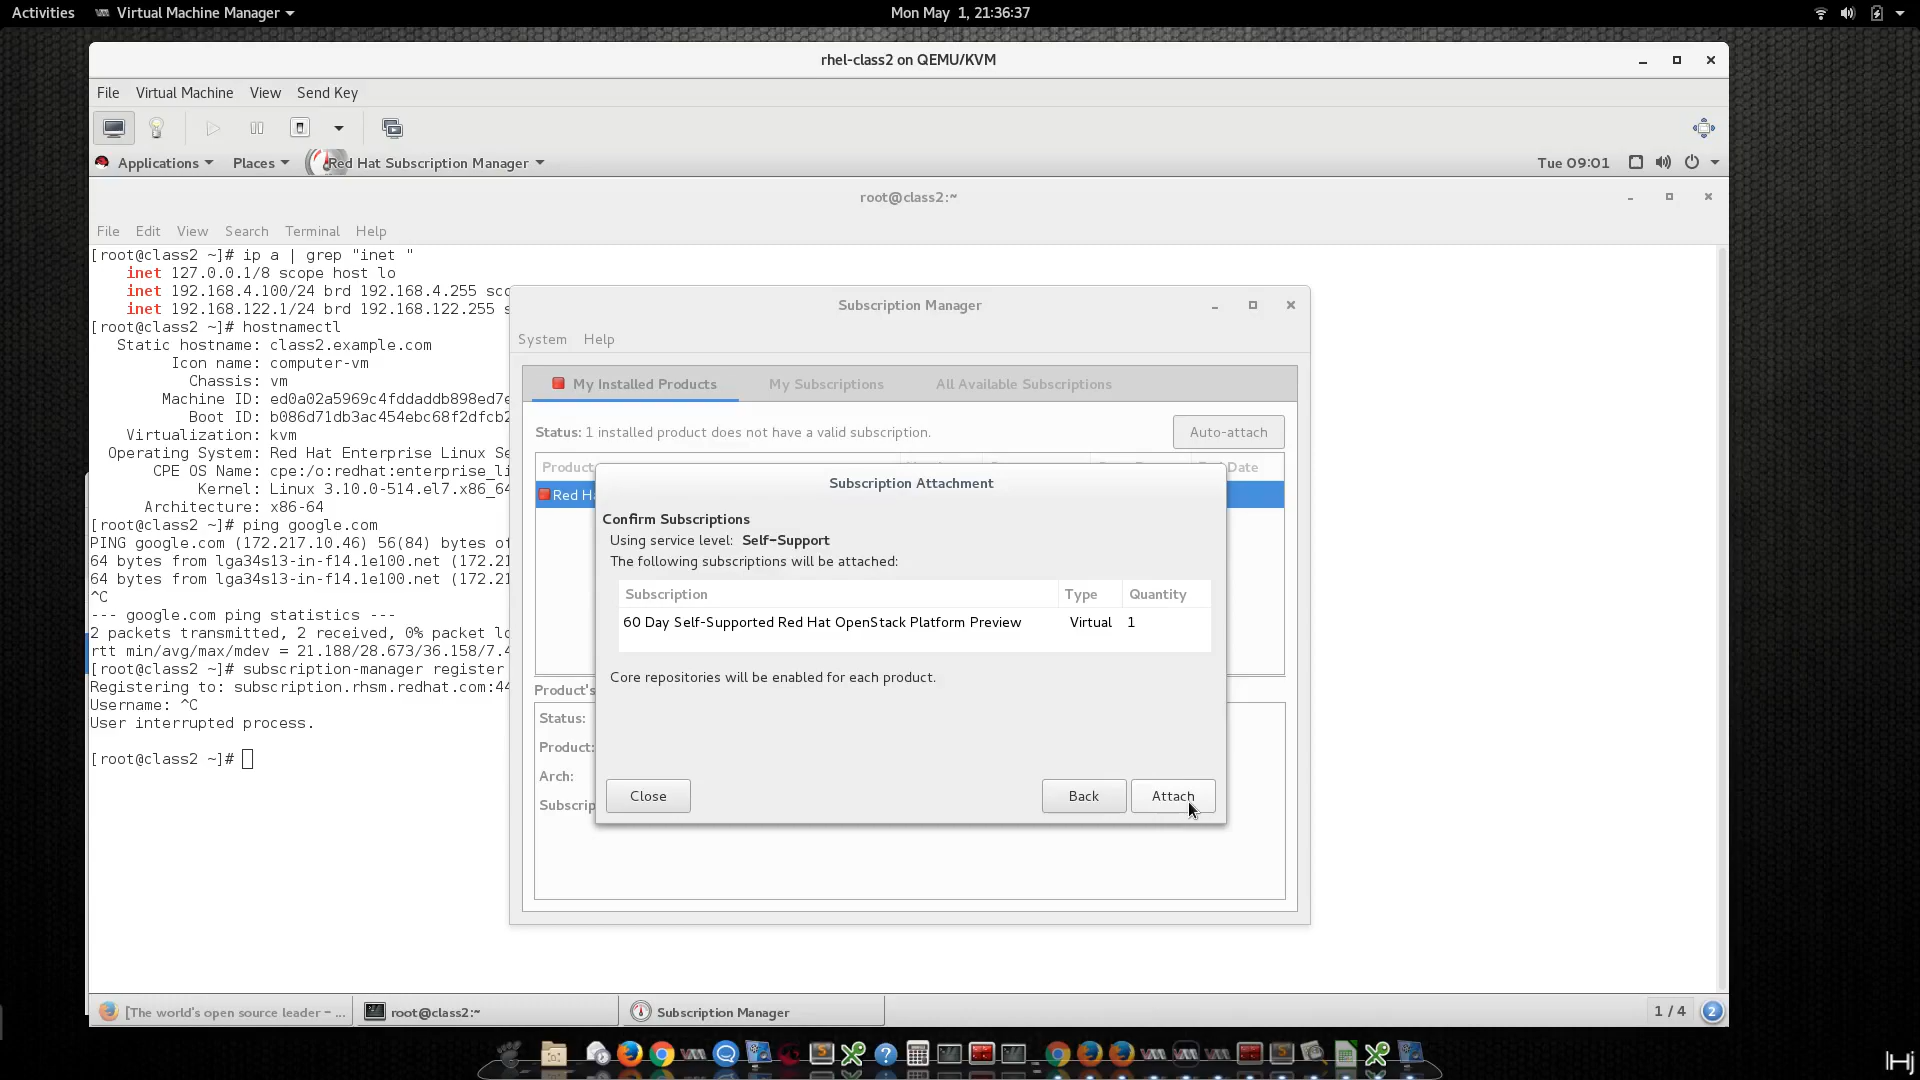 Activities Virtual Machine Manager Mon May 1, 21:36:37
rhel-class2 on QEMU/KVM
File Virtual Machine View Send Key
Applications Places Red Hat Subscription Manager Tue 09:01
root@class2:~
File Edit View Search Terminal Help
[root@class2 ~]# ip a | grep "inet "
inet 127.0.0.1/8 scope host lo
inet 192.168.4.100/24 brd 192.168.4.255
inet 192.168.122.1/24 brd 192.168.122.255
[root@class2 ~]# hostnamectl
Static hostname: class2.example.com
Icon name: computer-vm
Chassis: vm
Machine ID: ed0a02a5969c4fddaddb898ed7e
Boot ID: b086d71db3ac454ebc68f2dfcb2
Virtualization: kvm
Operating System: Red Hat Enterprise Linux Se
CPE OS Name: cpe:/o:redhat:enterprise_li
Kernel: Linux 3.10.0-514.el7.x86_64
Architecture: x86-64
[root@class2 ~]# ping google.com
PING google.com (172.217.10.46) 56(84) bytes of
64 bytes from lga34s13-in-f14.1e100.net (172.21
64 bytes from lga34s13-in-f14.1e100.net (172.21
^C
--- google.com ping statistics ---
2 packets transmitted, 2 received, 0% packet lo
rtt min/avg/max/mdev = 21.188/28.673/36.158/7.4
[root@class2 ~]# subscription-manager register
Registering to: subscription.rhsm.redhat.com:44
Username: ^C
User interrupted process.
[root@class2 ~]#
Subscription Manager
System Help
My Installed Products My Subscriptions All Available Subscriptions
Status: 1 installed product does not have a valid subscription. Auto-attach
Product Date
Red Ha
Product's
Status:
Product:
Arch:
Subscrip
Subscription Attachment
Confirm Subscriptions
Using service level: Self-Support
The following subscriptions will be attached:
Subscription Type Quantity
60 Day Self-Supported Red Hat OpenStack Platform Preview Virtual 1
Core repositories will be enabled for each product.
Close Back Attach
[The world's open source leader – ... root@class2:~ Subscription Manager 1 / 4 2